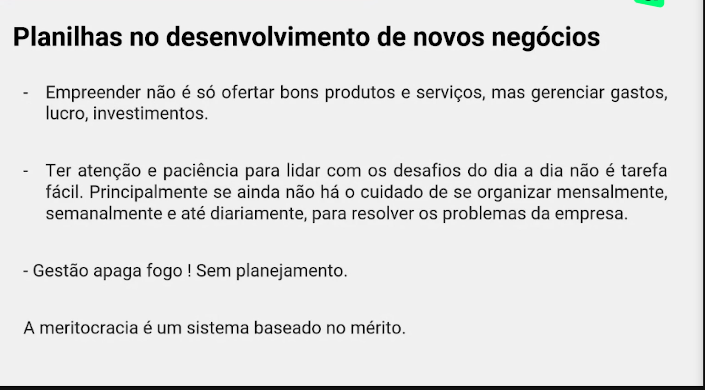 Planilhas no desenvolvimento de novos negócios
- Empreender não é só ofertar bons produtos e serviços, mas gerenciar gastos,
lucro, investimentos.
- Ter atenção e paciência para lidar com os desafios do dia a dia não é tarefa
fácil. Principalmente se ainda não há o cuidado de se organizar mensalmente,
semanalmente e até diariamente, para resolver os problemas da empresa.
- Gestão apaga fogo ! Sem planejamento.
A meritocracia é um sistema baseado no mérito.